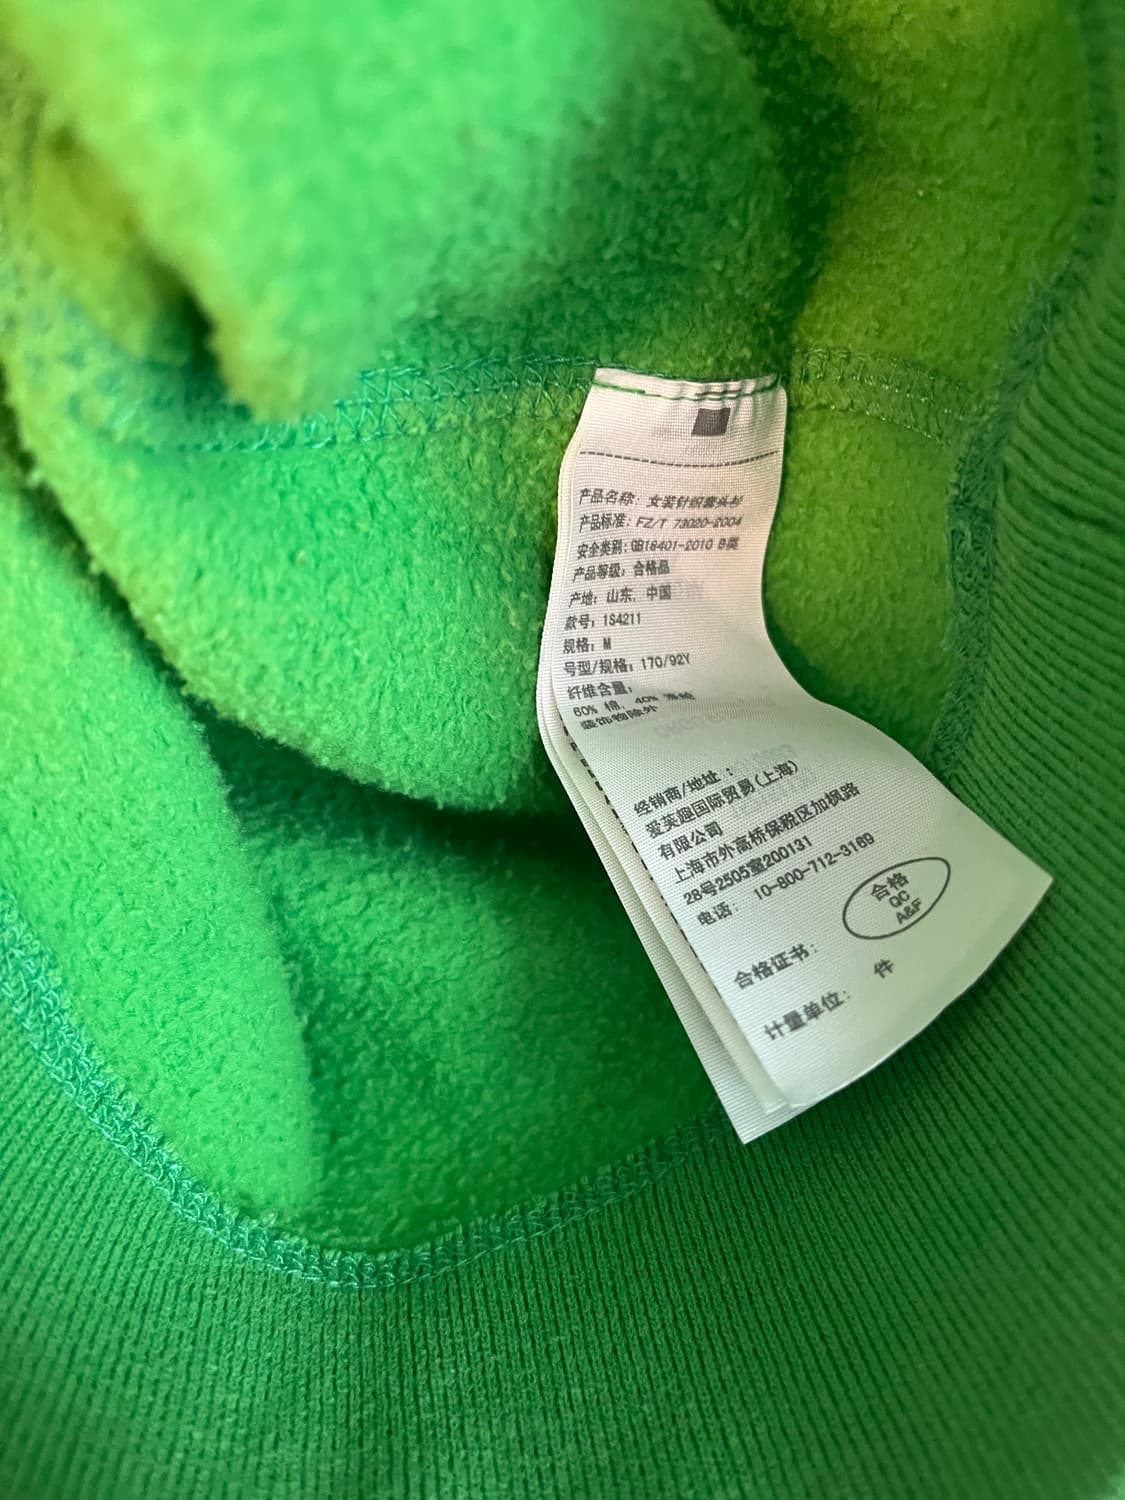 产品名称: 女装针织套头衫
产品标准: FZ/T 73020-2004
安全类别: GB18401-2010 B类
产品等级: 合格品
产地: 山东, 中国
款号: 1S4211
规格: M
号型/规格: 170/92Y
纤维含量:
60% 棉, 40% 涤纶
装饰物除外
经销商/地址:
爱芙趣国际贸易(上海)
有限公司
上海市外高桥保税区加枫路
28号2505室200131
电话: 10-800-712-3169
合格证书:
合格
QC
A&F
计量单位: 件